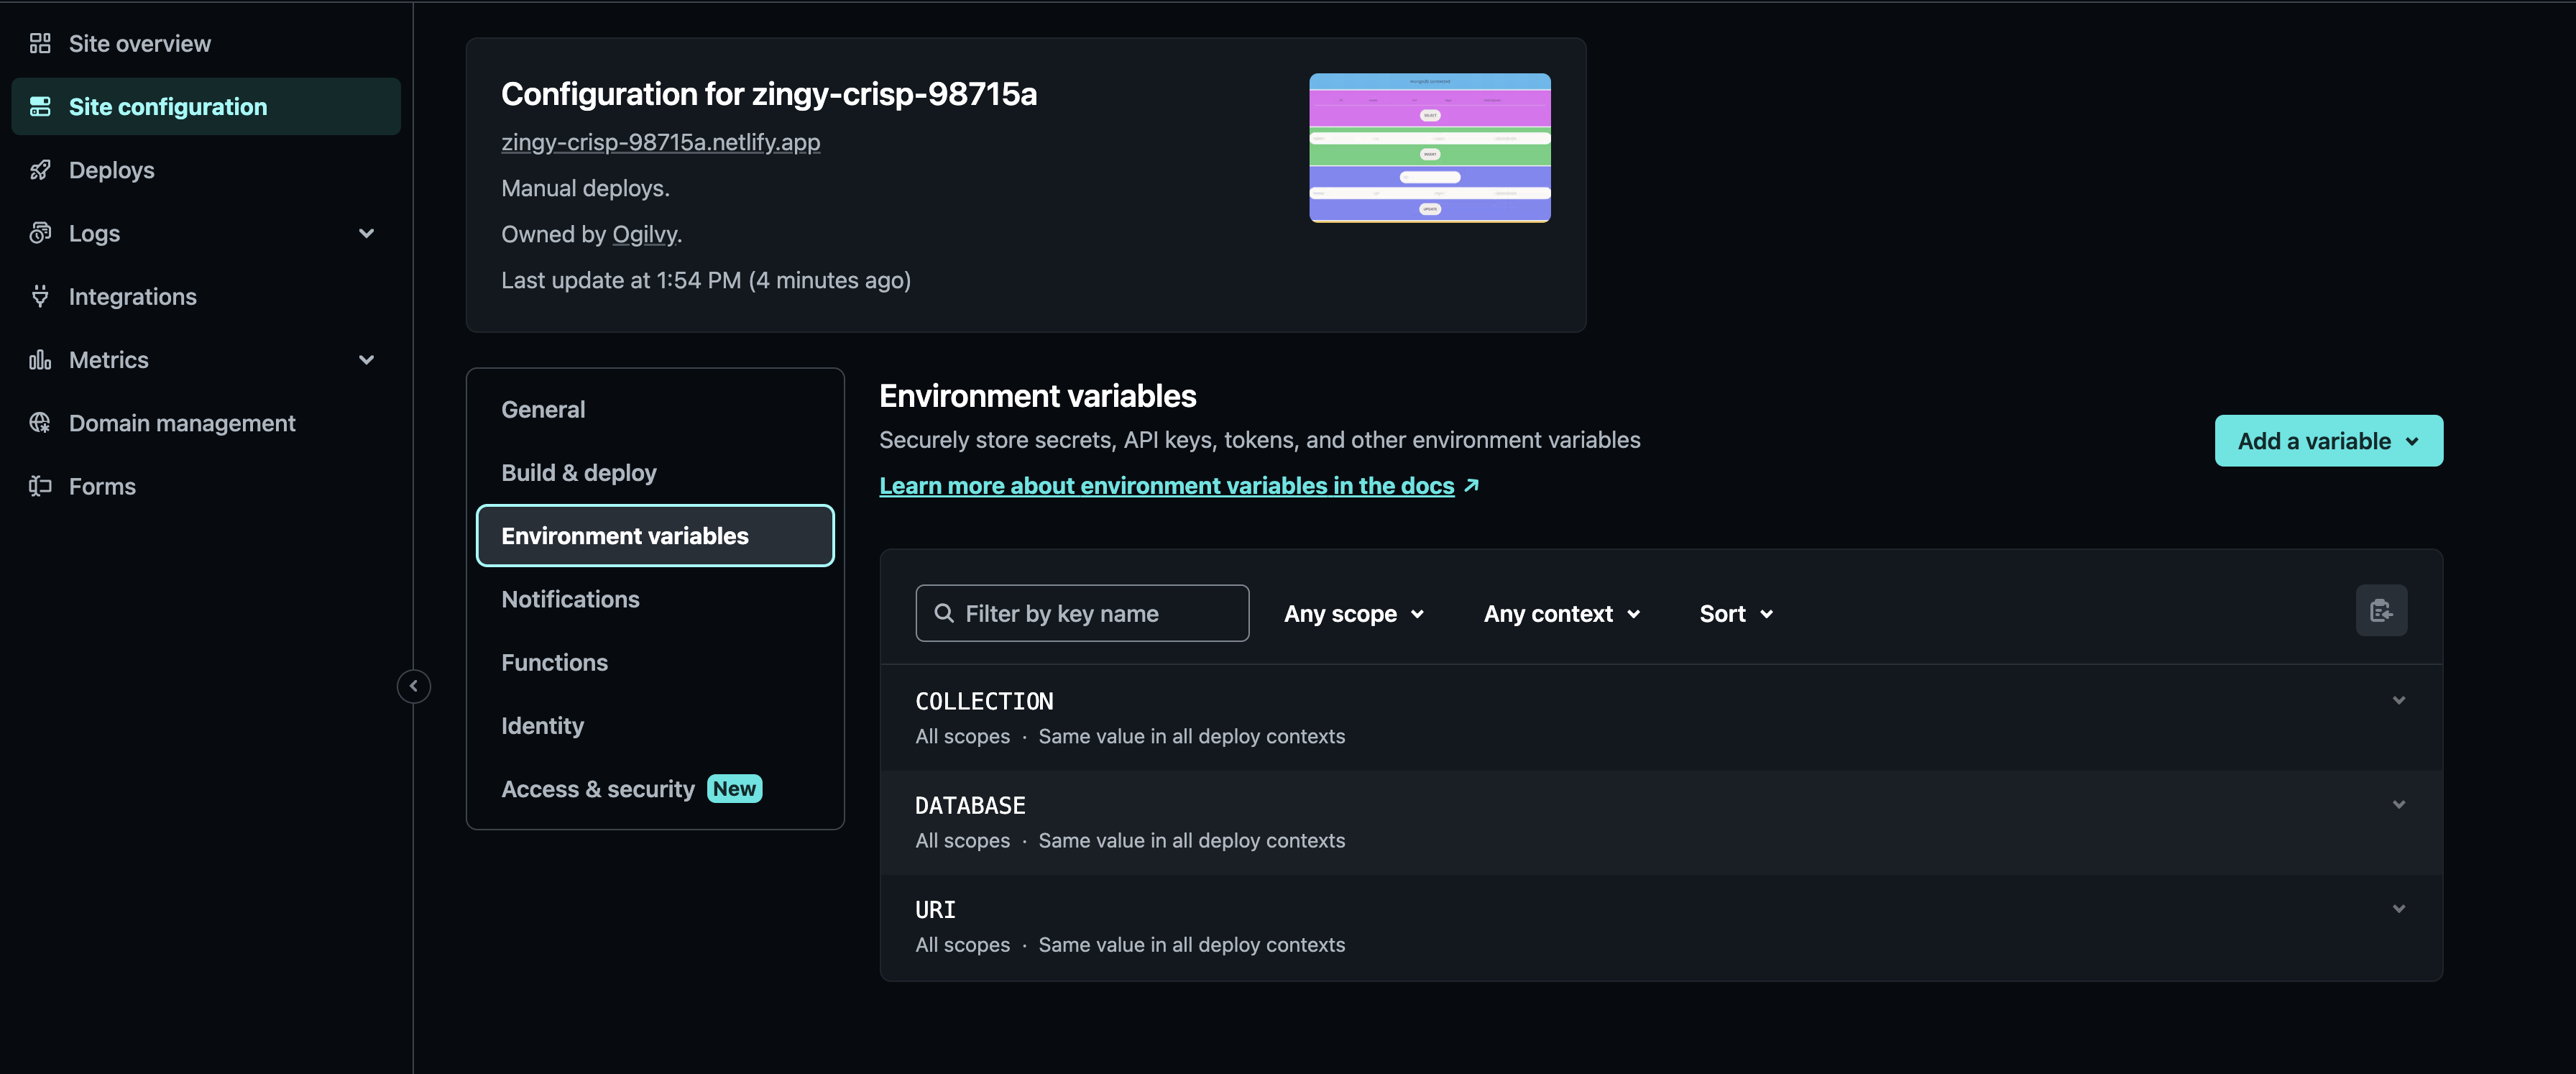 Site overview
Site configuration
Deploys
Logs
Integrations
Metrics
Domain management
Forms
Configuration for zingy-crisp-98715a
zingy-crisp-98715a.netlify.app
Manual deploys.
Owned by Ogilvy.
Last update at 1:54 PM (4 minutes ago)
General
Build & deploy
Environment variables
Notifications
Functions
Identity
Access & security New
Environment variables
Securely store secrets, API keys, tokens, and other environment variables
Learn more about environment variables in the docs
Add a variable
Filter by key name
Any scope
Any context
Sort
COLLECTION
All scopes · Same value in all deploy contexts
DATABASE
All scopes · Same value in all deploy contexts
URI
All scopes · Same value in all deploy contexts